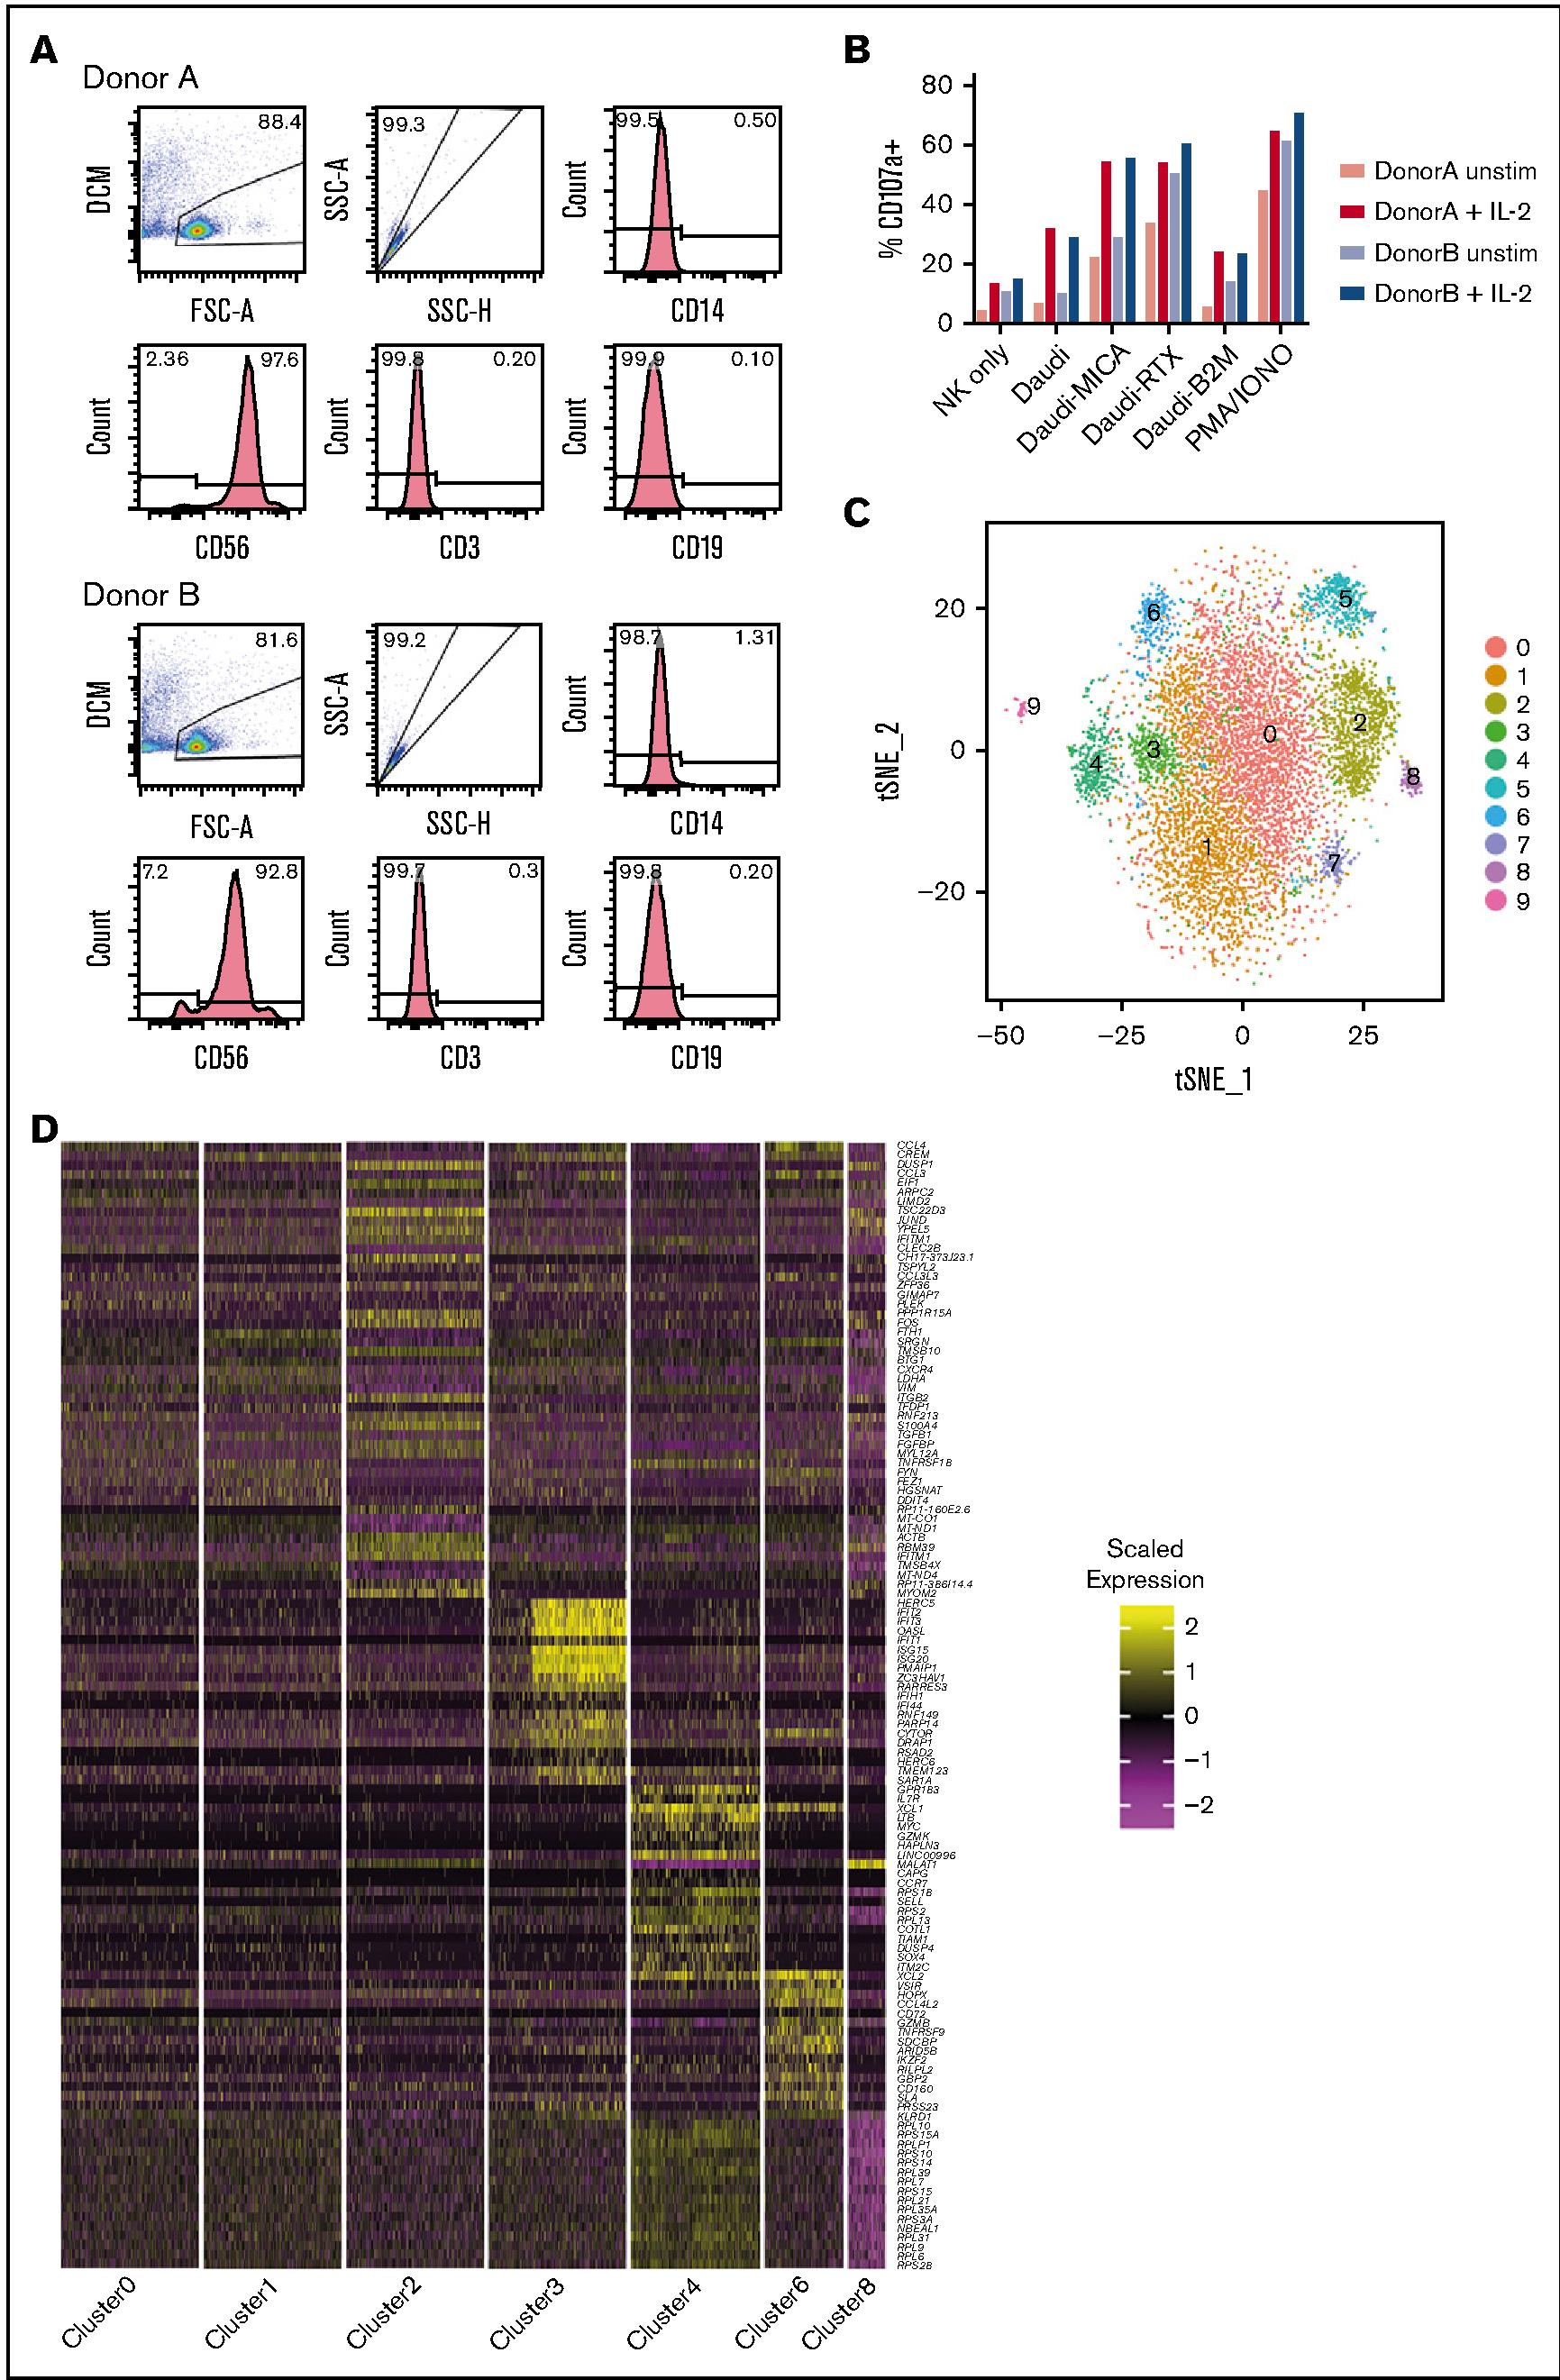 A
Donor A
88.4
DCM
FSC-A
99.3
SSC-A
SSC-H
99.5
0.50
Count
CD14
2.36
97.6
Count
CD56
99.8
0.20
Count
CD3
99.9
0.10
Count
CD19
Donor B
81.6
DCM
FSC-A
99.2
SSC-A
SSC-H
98.7
1.31
Count
CD14
7.2
92.8
Count
CD56
99.7
0.3
Count
CD3
99.8
0.20
Count
CD19
B
80
60
40
20
0
% CD107a+
NK only
Daudi
Daudi-MICA
Daudi-RTX
Daudi-B2M
PMA/IONO
DonorA unstim
DonorA + IL-2
DonorB unstim
DonorB + IL-2
C
20
0
−20
tSNE_2
−50
−25
0
25
tSNE_1
6
5
9
2
0
3
4
8
1
7
0
1
2
3
4
5
6
7
8
9
D
CCL4
CREM
DUSP1
CCL3
EIF1
ARPC2
LIMD2
TSC22D3
JUND
YPEL5
IFITM1
CLEC2B
CH17-373J23.1
TSPYL2
CCL3L3
ZFP36
GIMAP7
PLEK
PPP1R15A
FOS
FTH1
SRGN
TMSB10
BTG1
CXCR4
LDHA
VIM
ITGB2
TFDP1
RNF213
S100A4
TGFB1
FGFBP
MYL12A
TNFRSF1B
FYN
FEZ1
HGSNAT
DDIT4
RP11-160E2.6
MT-CO1
MT-ND1
ACTB
RBM39
IFITM1
TMSB4X
MT-ND4
RP11-386I14.4
MYOM2
HERC5
IFIT2
IFIT3
OASL
IFIT1
ISG15
ISG20
PMAIP1
ZC3HAV1
RARRES3
IFIH1
IFI44
RNF149
PARP14
CYTOR
DRAP1
RSAD2
HERC6
TMEM123
SAR1A
GPR183
IL7R
XCL1
LTB
MYC
GZMK
HAPLN3
LINC00996
MALAT1
CAPG
CCR7
RPS18
SELL
RPS2
RPL13
COTL1
TIAM1
DUSP4
SOX4
ITM2C
XCL2
VSIR
HOPX
CCL4L2
CD72
GZMB
TNFRSF9
SDCBP
ARID5B
IKZF2
RILPL2
GBP2
CD160
SLA
PRSS23
KLRD1
RPL10
RPS15A
RPLP1
RPS10
RPS14
RPL39
RPL7
RPS15
RPL21
RPL35A
RPS3A
NBEAL1
RPL31
RPL9
RPL6
RPS28
Cluster0
Cluster1
Cluster2
Cluster3
Cluster4
Cluster6
Cluster8
Scaled
Expression
2
1
0
−1
−2